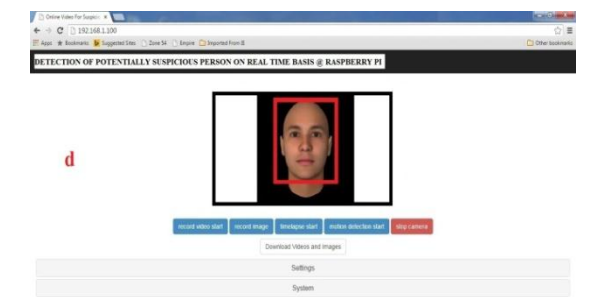 Online Video For Suspici
192.168.1.100
Apps Bookmarks Suggested Sites Zone 54 Empire Imported From IE Other bookmarks
DETECTION OF POTENTIALLY SUSPICIOUS PERSON ON REAL TIME BASIS @ RASPBERRY PI
d
record video start record image timelapse start motion detection start stop camera
Download Videos and Images
Settings
System